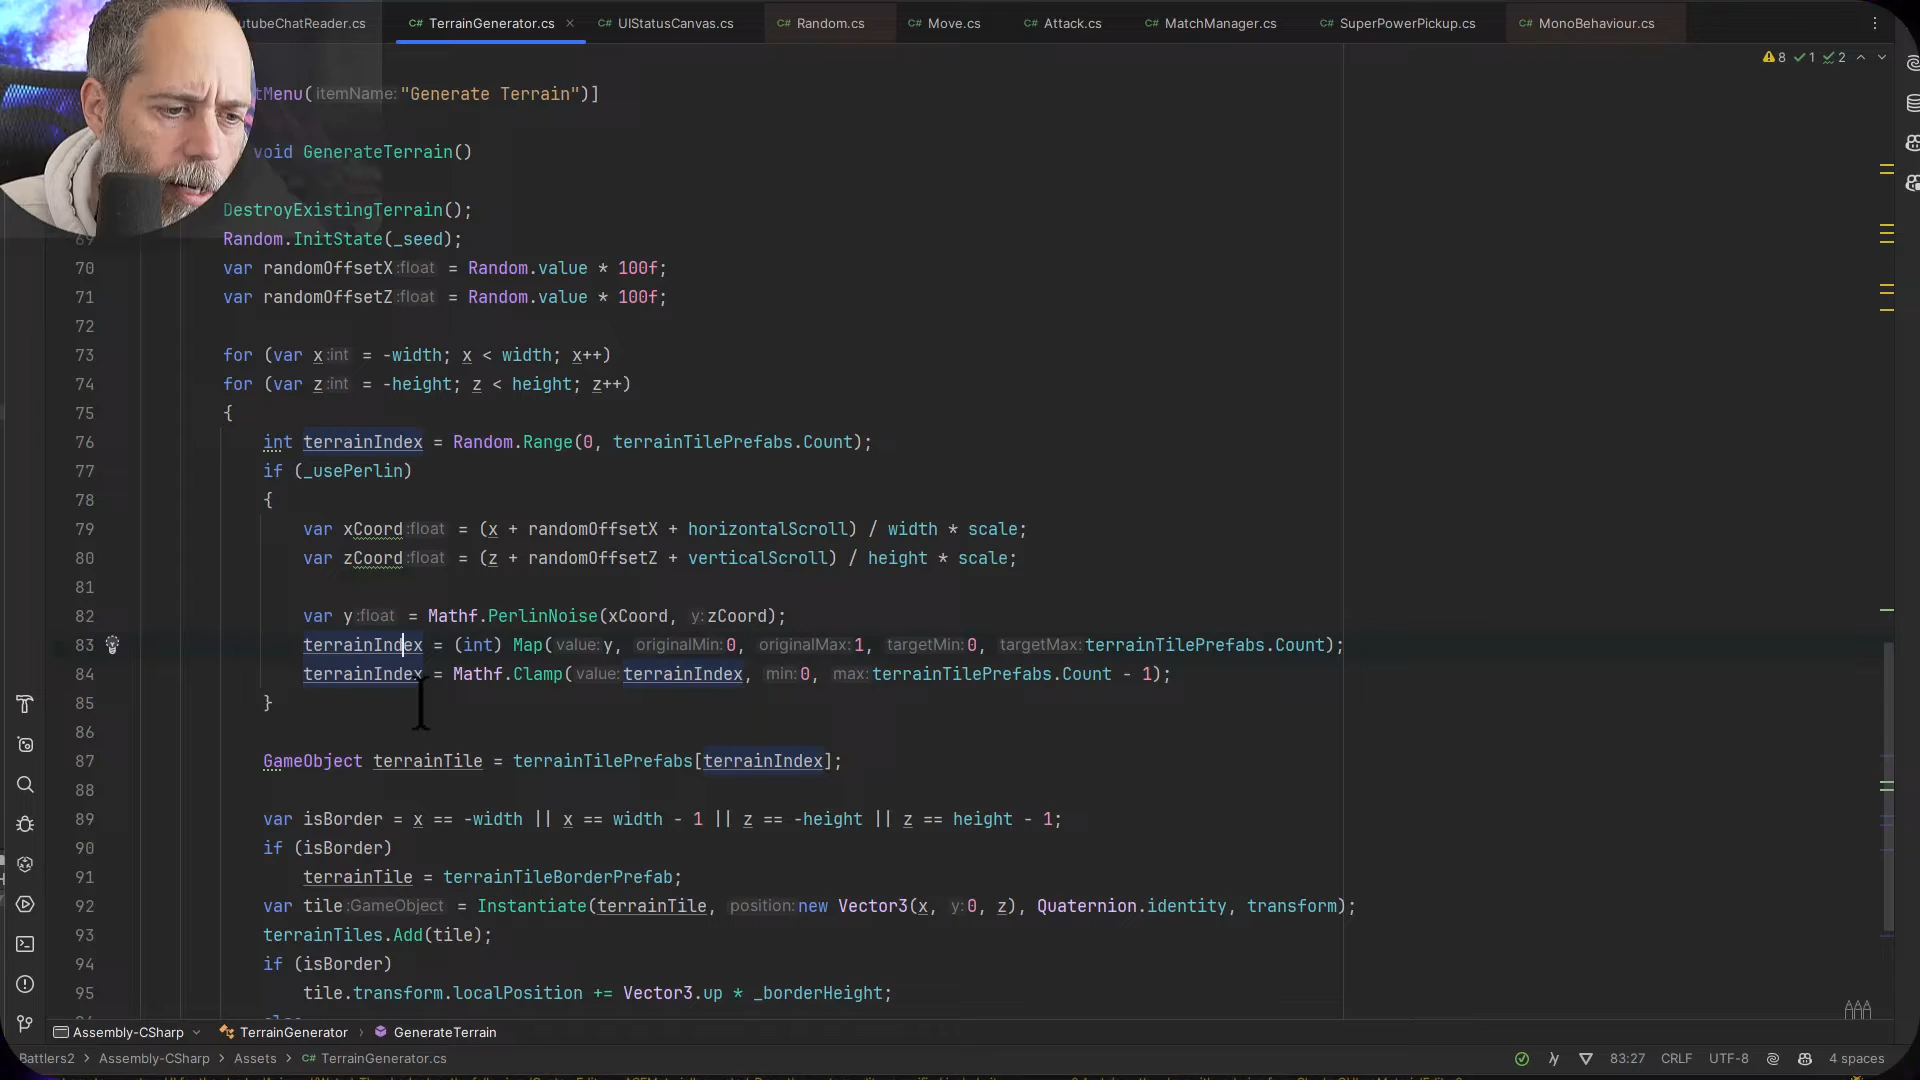 utubeChatReader.cs
C# TerrainGenerator.cs
C# UIStatusCanvas.cs
C# Random.cs
C# Move.cs
C# Attack.cs
C# MatchManager.cs
C# SuperPowerPickup.cs
C# MonoBehaviour.cs
8 1 2
tMenu(itemName:"Generate Terrain")]
void GenerateTerrain()
DestroyExistingTerrain();
69 Random.InitState(_seed);
70 var randomOffsetX:float = Random.value * 100f;
71 var randomOffsetZ:float = Random.value * 100f;
72
73 for (var x:int = -width; x < width; x++)
74 for (var z:int = -height; z < height; z++)
75 {
76 int terrainIndex = Random.Range(0, terrainTilePrefabs.Count);
77 if (_usePerlin)
78 {
79 var xCoord:float = (x + randomOffsetX + horizontalScroll) / width * scale;
80 var zCoord:float = (z + randomOffsetZ + verticalScroll) / height * scale;
81
82 var y:float = Mathf.PerlinNoise(xCoord, y:zCoord);
83 terrainIndex = (int) Map(value:y, originalMin:0, originalMax:1, targetMin:0, targetMax:terrainTilePrefabs.Count);
84 terrainIndex = Mathf.Clamp(value:terrainIndex, min:0, max:terrainTilePrefabs.Count - 1);
85 }
86
87 GameObject terrainTile = terrainTilePrefabs[terrainIndex];
88
89 var isBorder = x == -width || x == width - 1 || z == -height || z == height - 1;
90 if (isBorder)
91 terrainTile = terrainTileBorderPrefab;
92 var tile:GameObject = Instantiate(terrainTile, position:new Vector3(x, y:0, z), Quaternion.identity, transform);
93 terrainTiles.Add(tile);
94 if (isBorder)
95 tile.transform.localPosition += Vector3.up * _borderHeight;
else
Assembly-CSharp TerrainGenerator > GenerateTerrain
Battlers2 > Assembly-CSharp > Assets > C# TerrainGenerator.cs
83:27 CRLF UTF-8 4 spaces